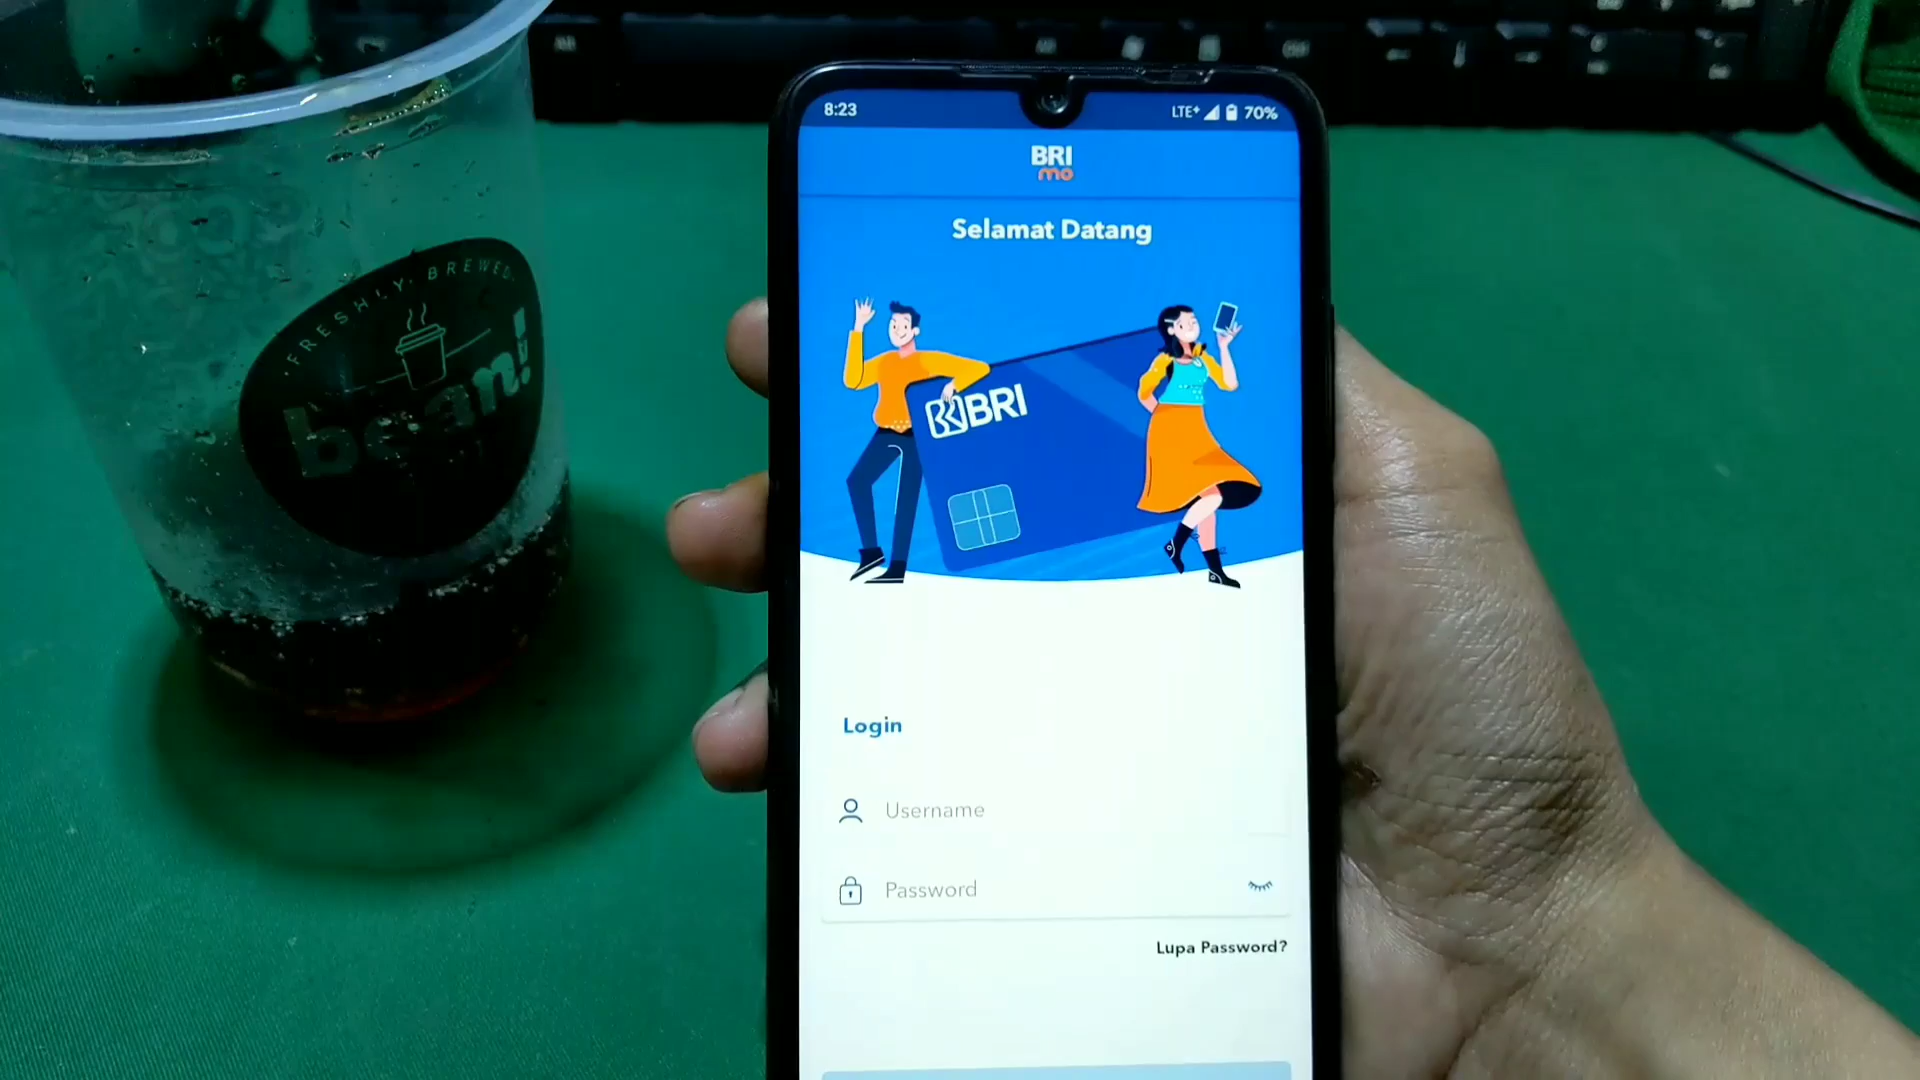 FRESHLY. BREWED.
bean!
8:23
LTE+
70%
BRI
mo
Selamat Datang
BRI
Login
Username
Password
Lupa Password?